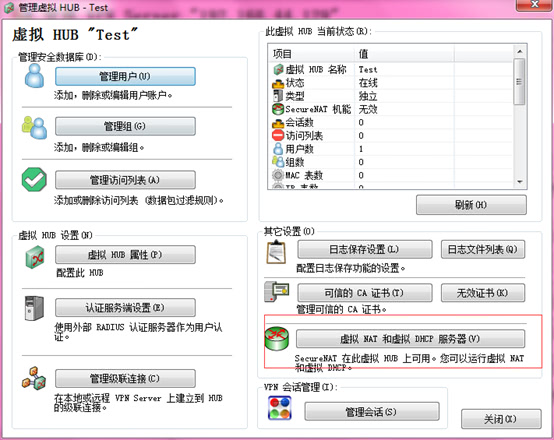 管理虚拟 HUB - Test
虚拟 HUB "Test"
管理安全数据库(D):
管理用户(U)
添加，删除或编辑用户账户。
管理组(G)
添加，删除或编辑组。
管理访问列表(A)
添加或删除访问列表 (数据包过滤规则)。
虚拟 HUB 设置(N)
虚拟 HUB 属性(P)
配置此 HUB
认证服务端设置(E)
使用外部 RADIUS 认证服务器作为用户认
证。
管理级联连接(C)
在本地或远程 VPN Server 上建立到 HUB
的级联连接。
此虚拟 HUB 当前状态(R):
项目 值
虚拟 HUB 名称 Test
状态 在线
类型 独立
SecureNAT 机能 无效
会话数 0
访问列表 0
用户数 1
组数 0
MAC 表数 0
IP 表数 0
刷新(H)
其它设置(O)
日志保存设置(L) 日志文件列表(Q)
配置日志保存功能的设置。
可信的 CA 证书(T) 无效证书(K)
管理可信的 CA 证书。
虚拟 NAT 和虚拟 DHCP 服务器(V)
SecureNAT 在此虚拟 HUB 上可用。您可以运行虚拟 NAT
和虚拟 DHCP。
VPN 会话管理(I):
管理会话(S)
关闭(X)